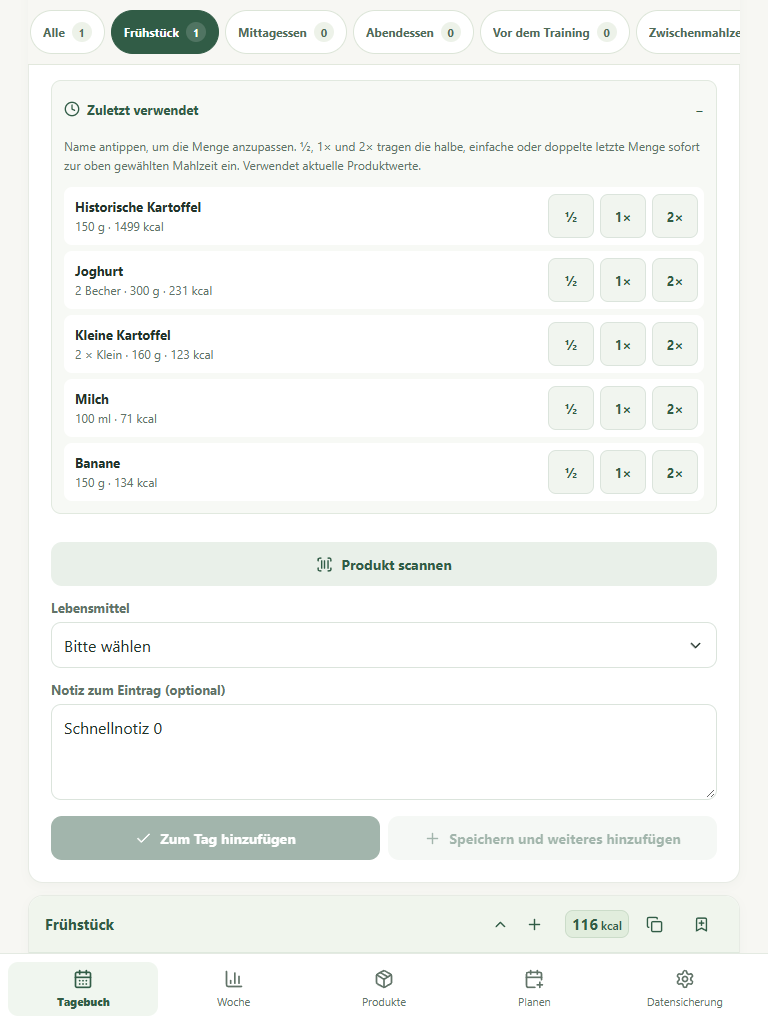 Alle 1 Frühstück 1 Mittagessen 0 Abendessen 0 Vor dem Training 0 Zwischenmahlze
Zuletzt verwendet –
Name antippen, um die Menge anzupassen. ½, 1× und 2× tragen die halbe, einfache oder doppelte letzte Menge sofort
zur oben gewählten Mahlzeit ein. Verwendet aktuelle Produktwerte.
Historische Kartoffel
150 g · 1499 kcal
½ 1× 2×
Joghurt
2 Becher · 300 g · 231 kcal
½ 1× 2×
Kleine Kartoffel
2 × Klein · 160 g · 123 kcal
½ 1× 2×
Milch
100 ml · 71 kcal
½ 1× 2×
Banane
150 g · 134 kcal
½ 1× 2×
Produkt scannen
Lebensmittel
Bitte wählen
Notiz zum Eintrag (optional)
Schnellnotiz 0
Zum Tag hinzufügen
Speichern und weiteres hinzufügen
Frühstück 116 kcal
Tagebuch Woche Produkte Planen Datensicherung